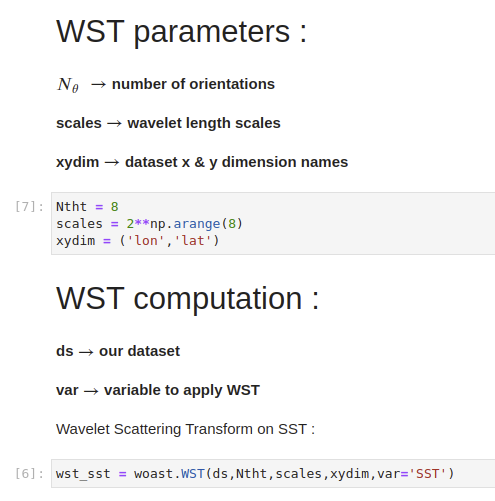 WST parameters :
Nθ → number of orientations
scales → wavelet length scales
xydim → dataset x & y dimension names
[7]: Ntht = 8
scales = 2**np.arange(8)
xydim = ('lon','lat')
WST computation :
ds → our dataset
var → variable to apply WST
Wavelet Scattering Transform on SST :
[6]: wst_sst = woast.WST(ds,Ntht,scales,xydim,var='SST')